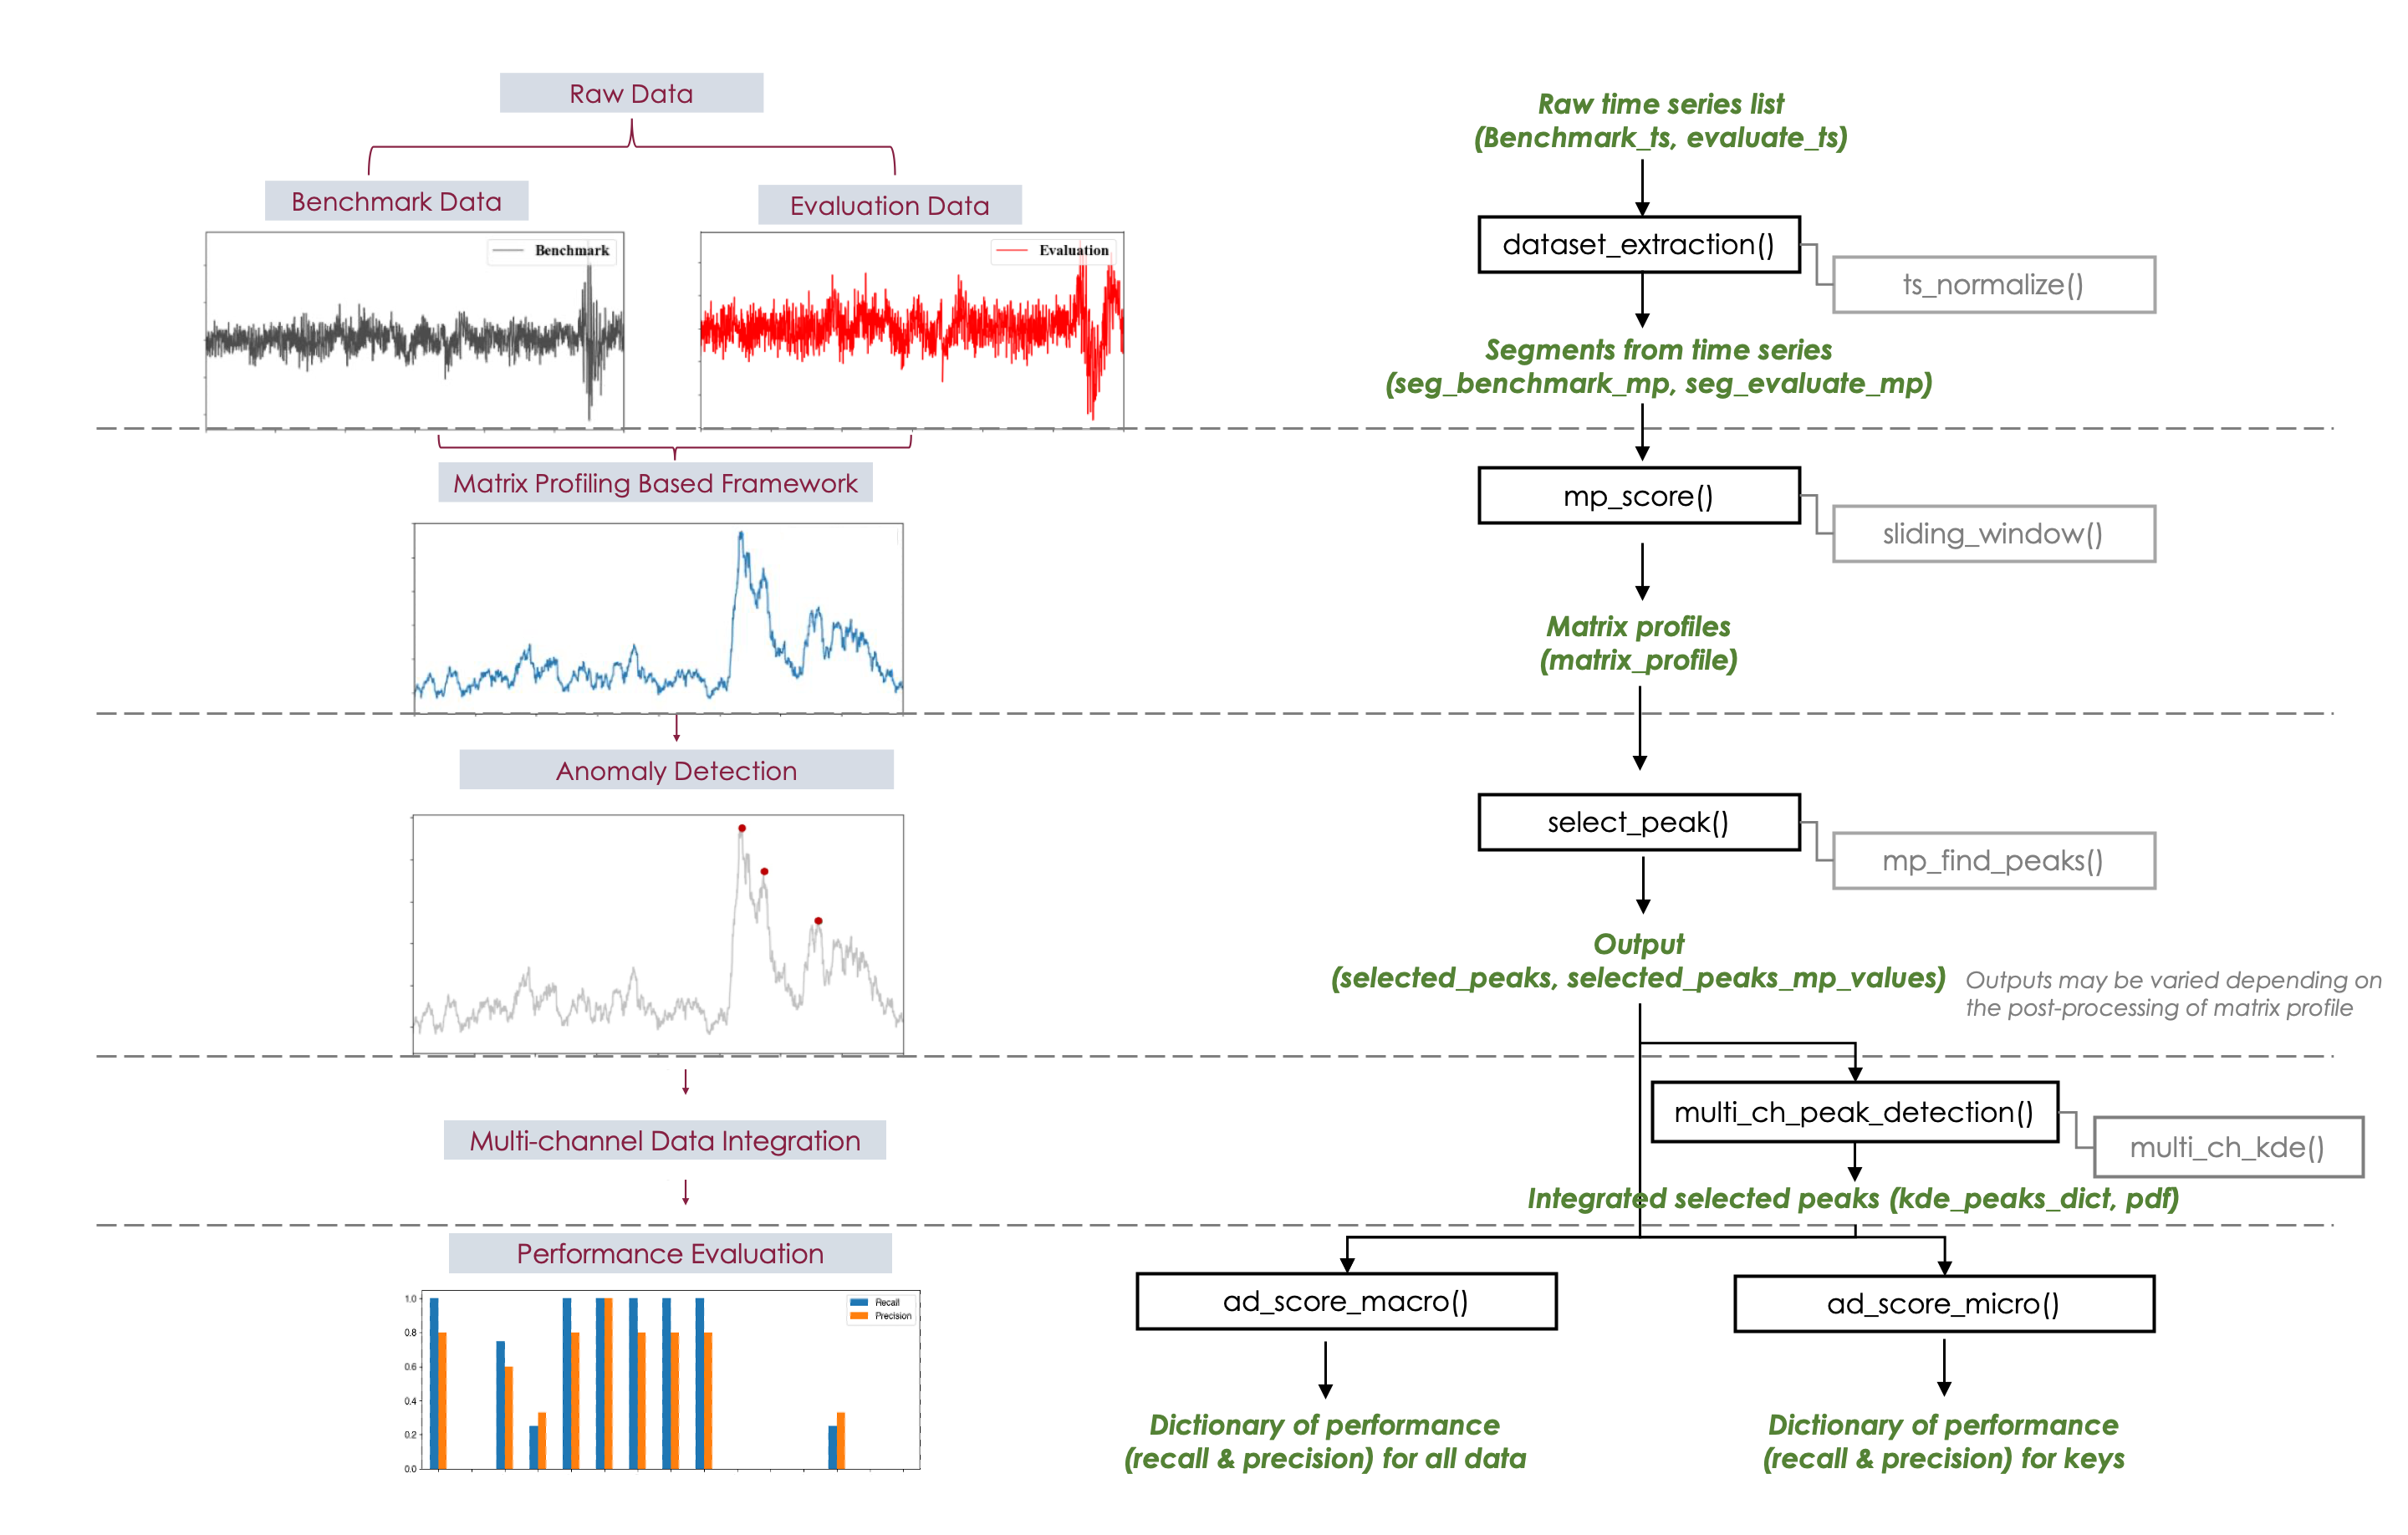 Raw Data
Benchmark Data
Evaluation Data
Benchmark
Evaluation
Matrix Profiling Based Framework
Anomaly Detection
Multi-channel Data Integration
Performance Evaluation
Recall
Precision
1.0
0.8
0.6
0.4
0.2
0.0
Raw time series list
(Benchmark_ts, evaluate_ts)
dataset_extraction()
ts_normalize()
Segments from time series
(seg_benchmark_mp, seg_evaluate_mp)
mp_score()
sliding_window()
Matrix profiles
(matrix_profile)
select_peak()
mp_find_peaks()
Output
(selected_peaks, selected_peaks_mp_values)
Outputs may be varied depending on
the post-processing of matrix profile
multi_ch_peak_detection()
multi_ch_kde()
Integrated selected peaks (kde_peaks_dict, pdf)
ad_score_macro()
ad_score_micro()
Dictionary of performance
(recall & precision) for all data
Dictionary of performance
(recall & precision) for keys